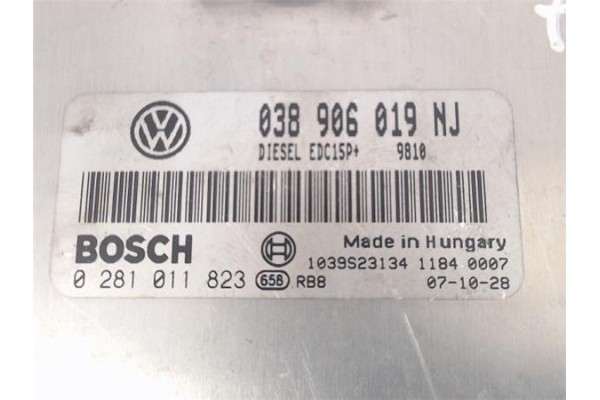 038 906 019 NJ
DIESEL EDC15P+ 9810
BOSCH
Made in Hungary
1039S23134 1184 0007
0 281 011 823 658 RB8
07-10-28